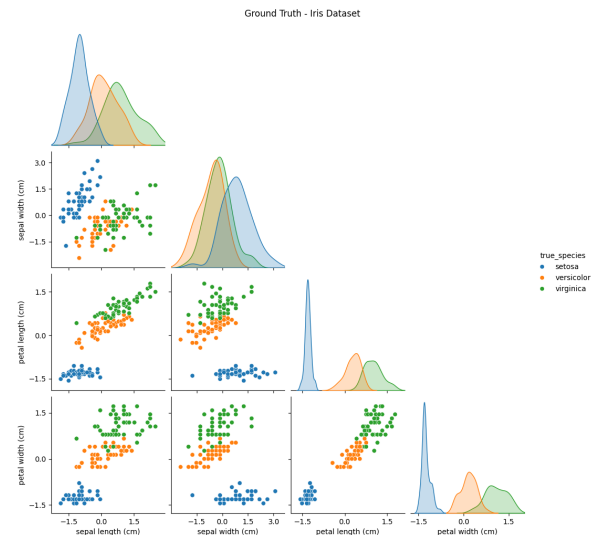 Ground Truth - Iris Dataset
sepal width (cm)
3.0
1.5
0.0
−1.5
true_species
setosa
versicolor
virginica
petal length (cm)
1.5
0.0
−1.5
petal width (cm)
1.5
0.0
−1.5
−1.5 0.0 1.5
sepal length (cm)
−1.5 0.0 1.5 3.0
sepal width (cm)
−1.5 0.0 1.5
petal length (cm)
−1.5 0.0 1.5
petal width (cm)